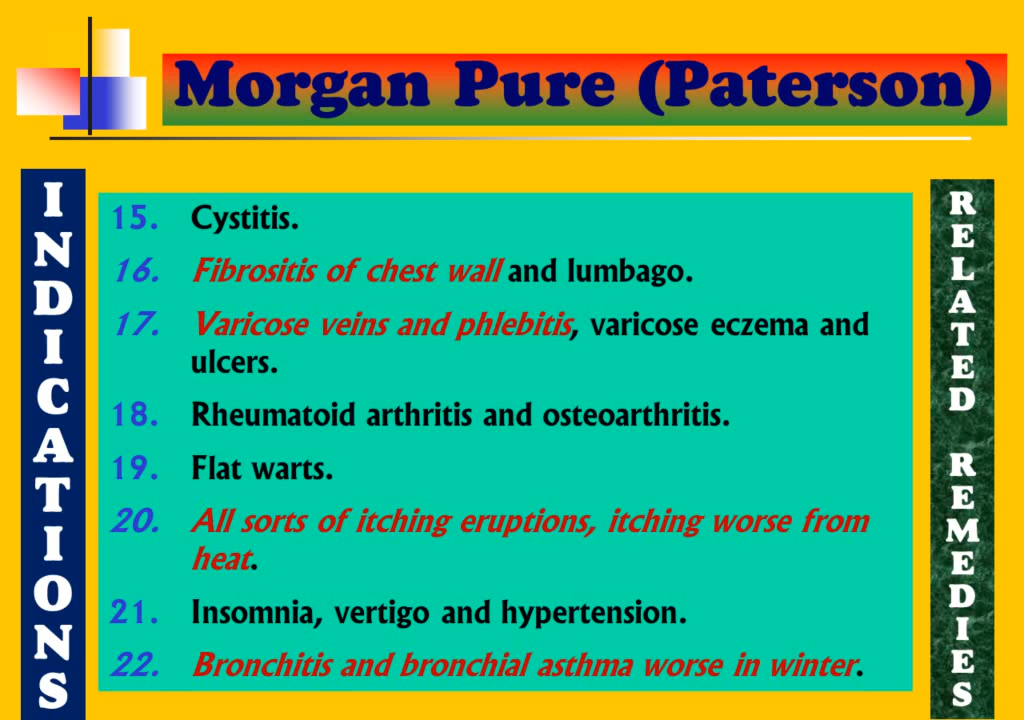 Morgan Pure (Paterson)
INDICATIONS
15. Cystitis.
16. Fibrositis of chest wall and lumbago.
17. Varicose veins and phlebitis, varicose eczema and
ulcers.
18. Rheumatoid arthritis and osteoarthritis.
19. Flat warts.
20. All sorts of itching eruptions, itching worse from
heat.
21. Insomnia, vertigo and hypertension.
22. Bronchitis and bronchial asthma worse in winter.
RELATED REMEDIES